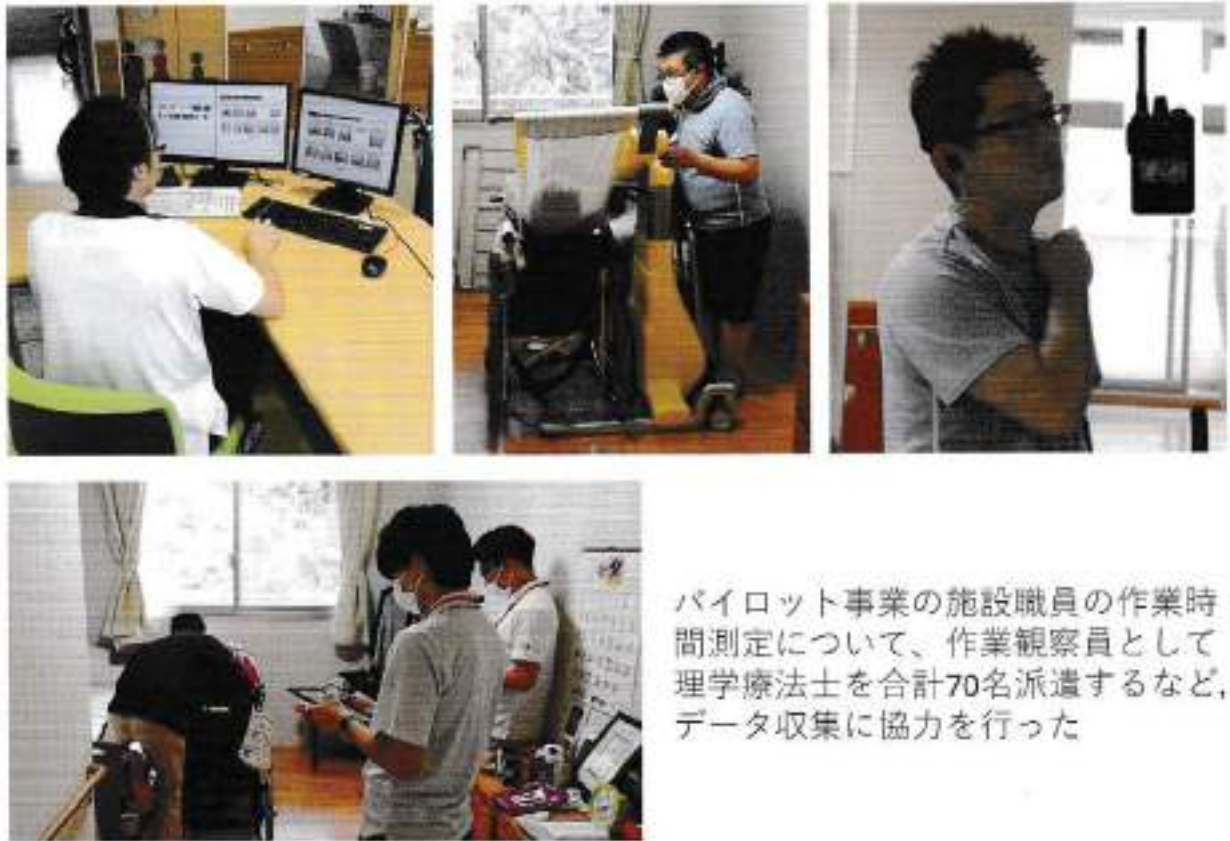 パイロット事業の施設職員の作業時
間測定について、作業観察員として
理学療法士を合計70名派遣するなど、
データ収集に協力を行った